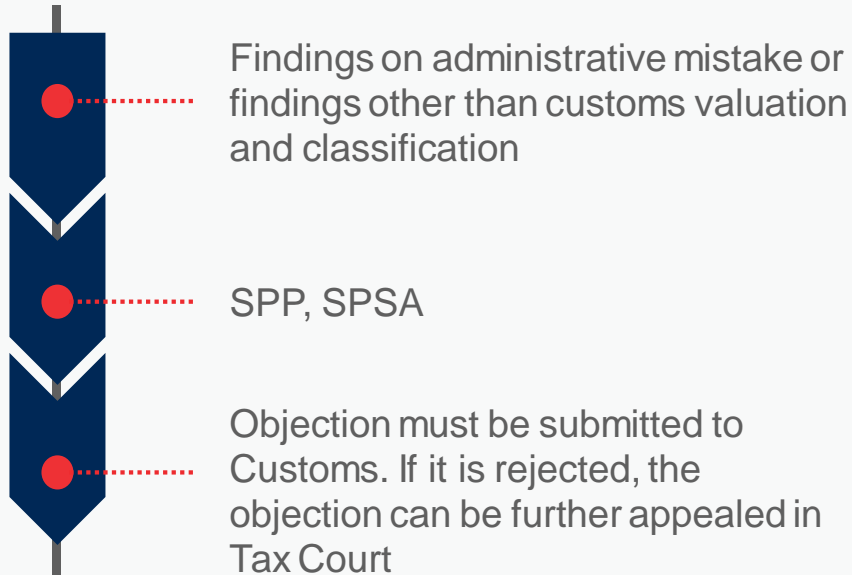 Findings on administrative mistake or
findings other than customs valuation
and classification
SPP, SPSA
Objection must be submitted to
Customs. If it is rejected, the
objection can be further appealed in
Tax Court